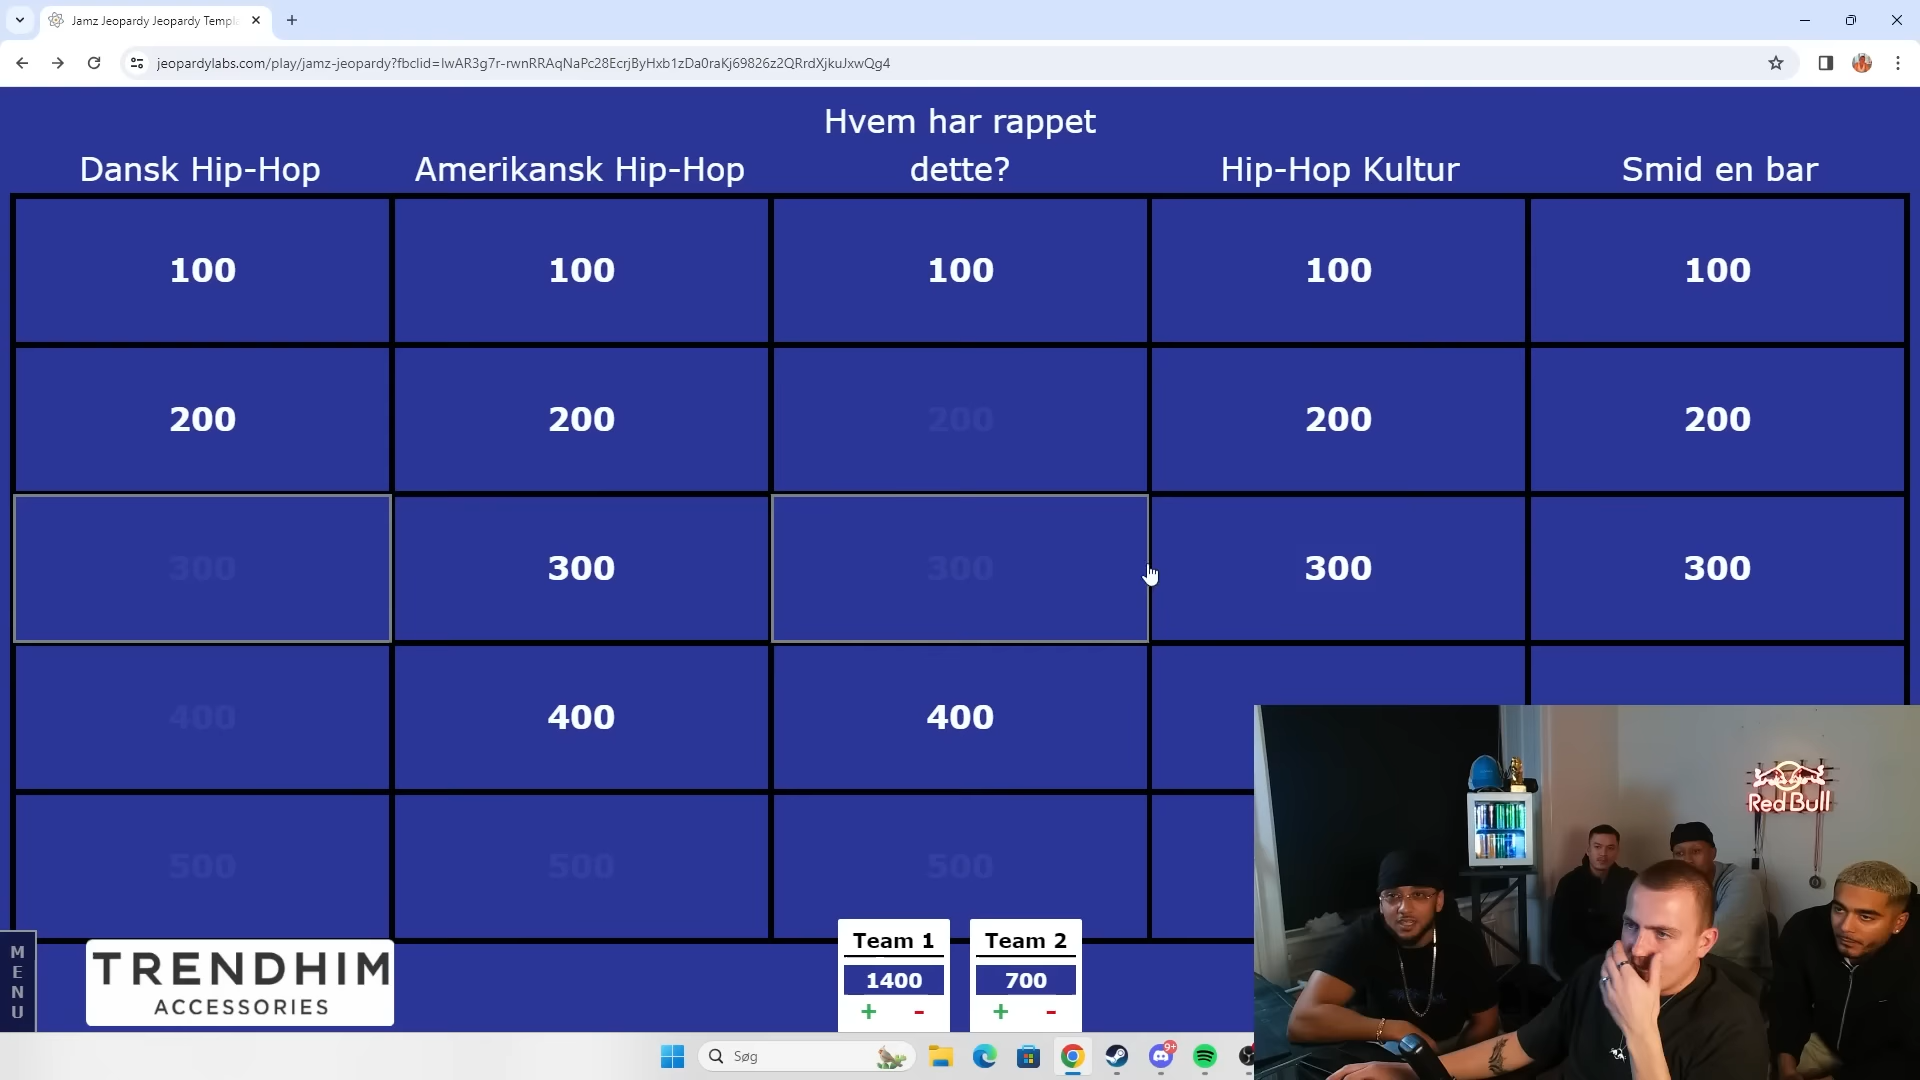 Jamz Jeopardy Jeopardy Templ
jeopardylabs.com/play/jamz-jeopardy?fbclid=IwAR3g7r-rwnRRAqNaPc28EcrjByHxb1zDa0raKj69826z2QRrdXjkuJxwQg4
Hvem har rappet
Dansk Hip-Hop Amerikansk Hip-Hop dette? Hip-Hop Kultur Smid en bar
100 100 100 100 100
200 200 200 200 200
300 300 300 300 300
400 400 400
500 500 500
MENU
TRENDHIM
ACCESSORIES
Team 1 Team 2
1400 700
+ - + -
Søg
9+
Red Bull